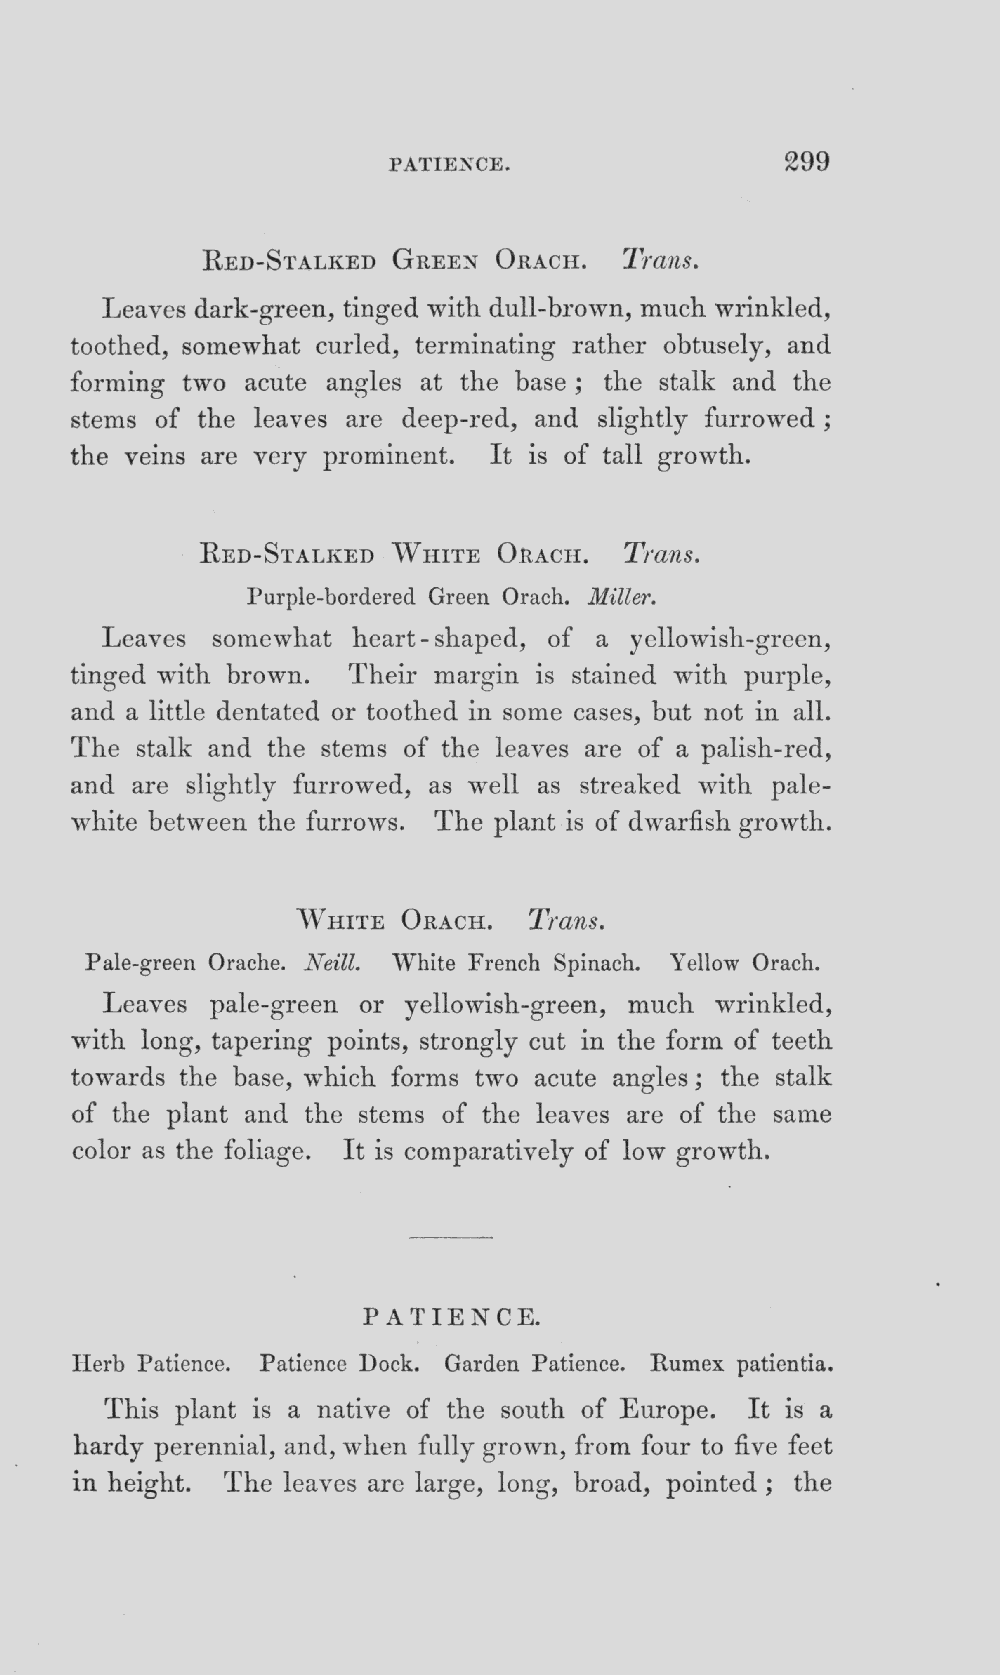 PATIENCE. 299
RED-STALKED GREEN ORACH. Trans.
Leaves dark-green, tinged with dull-brown, much wrinkled,
toothed, somewhat curled, terminating rather obtusely, and
forming two acute angles at the base; the stalk and the
stems of the leaves are deep-red, and slightly furrowed;
the veins are very prominent. It is of tall growth.
RED-STALKED WHITE ORACH. Trans.
Purple-bordered Green Orach. Miller.
Leaves somewhat heart-shaped, of a yellowish-green,
tinged with brown. Their margin is stained with purple,
and a little dentated or toothed in some cases, but not in all.
The stalk and the stems of the leaves are of a palish-red,
and are slightly furrowed, as well as streaked with pale-
white between the furrows. The plant is of dwarfish growth.
WHITE ORACH. Trans.
Pale-green Orache. Neill. White French Spinach. Yellow Orach.
Leaves pale-green or yellowish-green, much wrinkled,
with long, tapering points, strongly cut in the form of teeth
towards the base, which forms two acute angles; the stalk
of the plant and the stems of the leaves are of the same
color as the foliage. It is comparatively of low growth.
PATIENCE.
Herb Patience. Patience Dock. Garden Patience. Rumex patientia.
This plant is a native of the south of Europe. It is a
hardy perennial, and, when fully grown, from four to five feet
in height. The leaves are large, long, broad, pointed; the